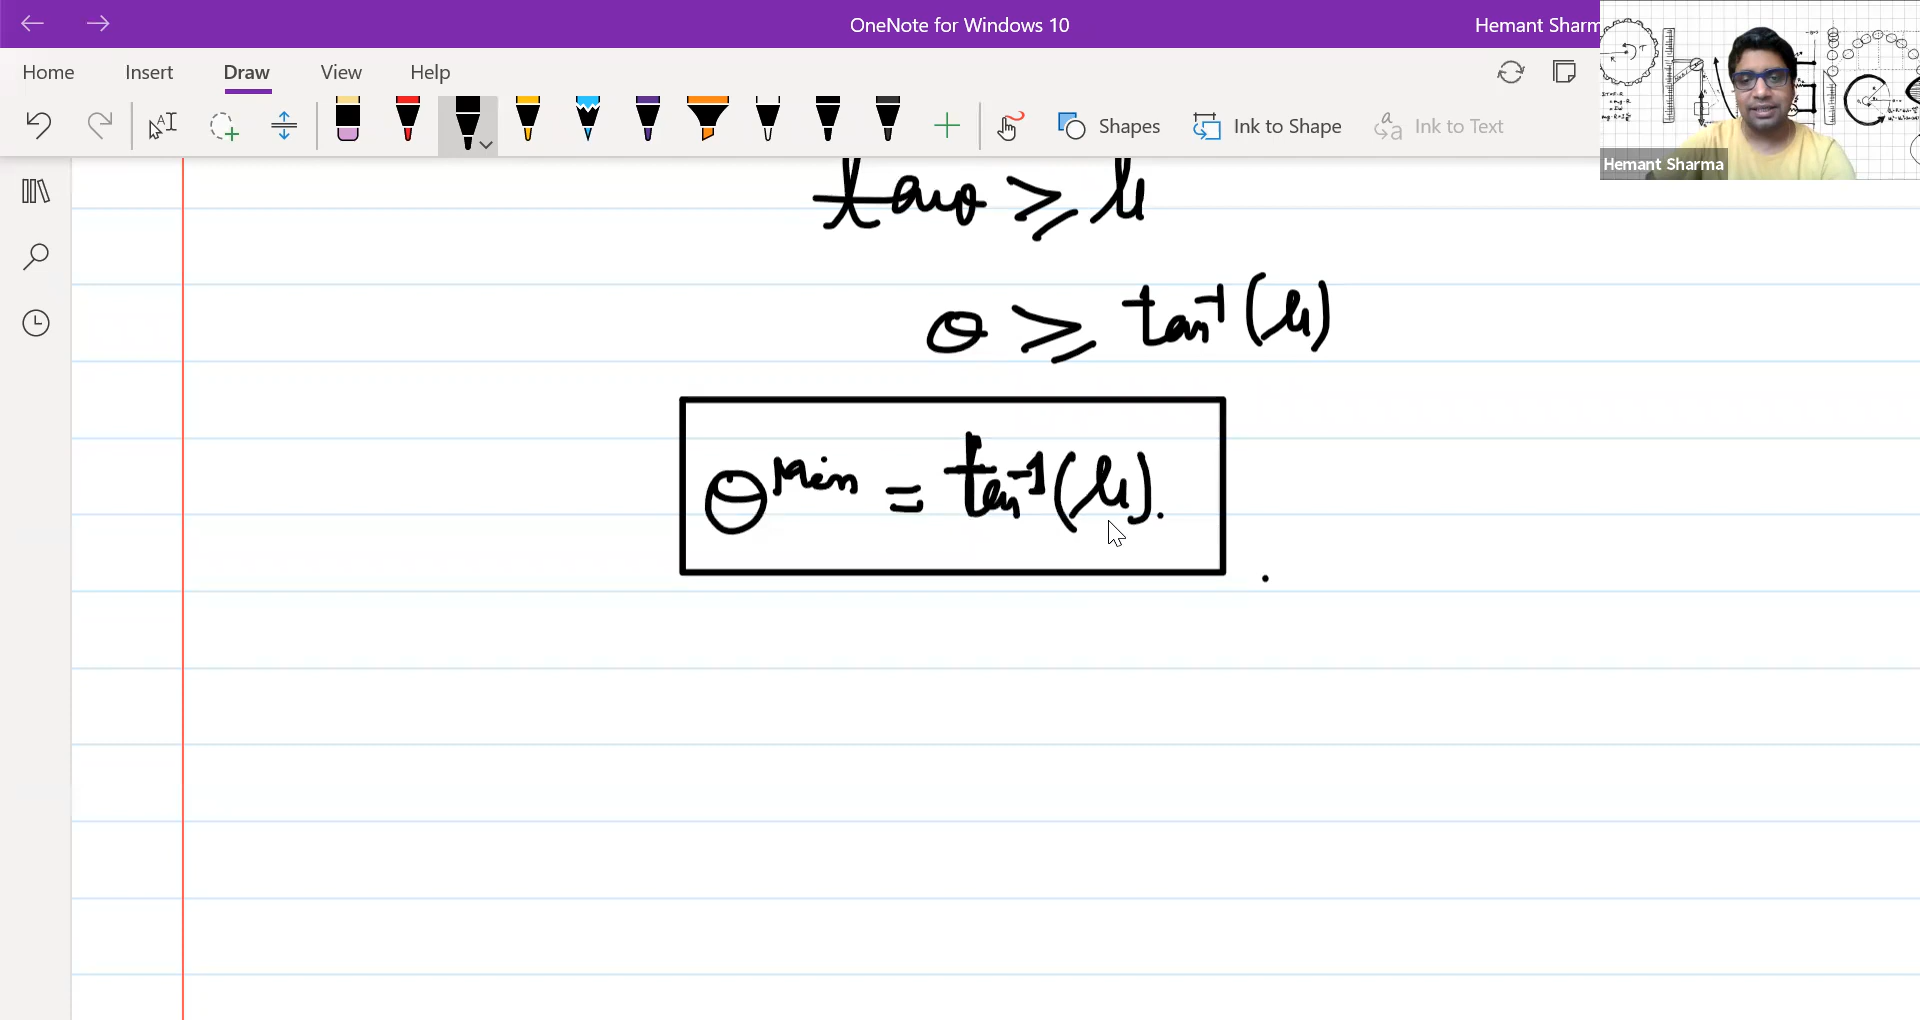 OneNote for Windows 10
Hemant Sharm
Home Insert Draw View Help
Shapes Ink to Shape Ink to Text
Hemant Sharma
tanθ ⩾ μ
θ ⩾ tan⁻¹(μ)
θᴹⁱⁿ = tan⁻¹(μ).